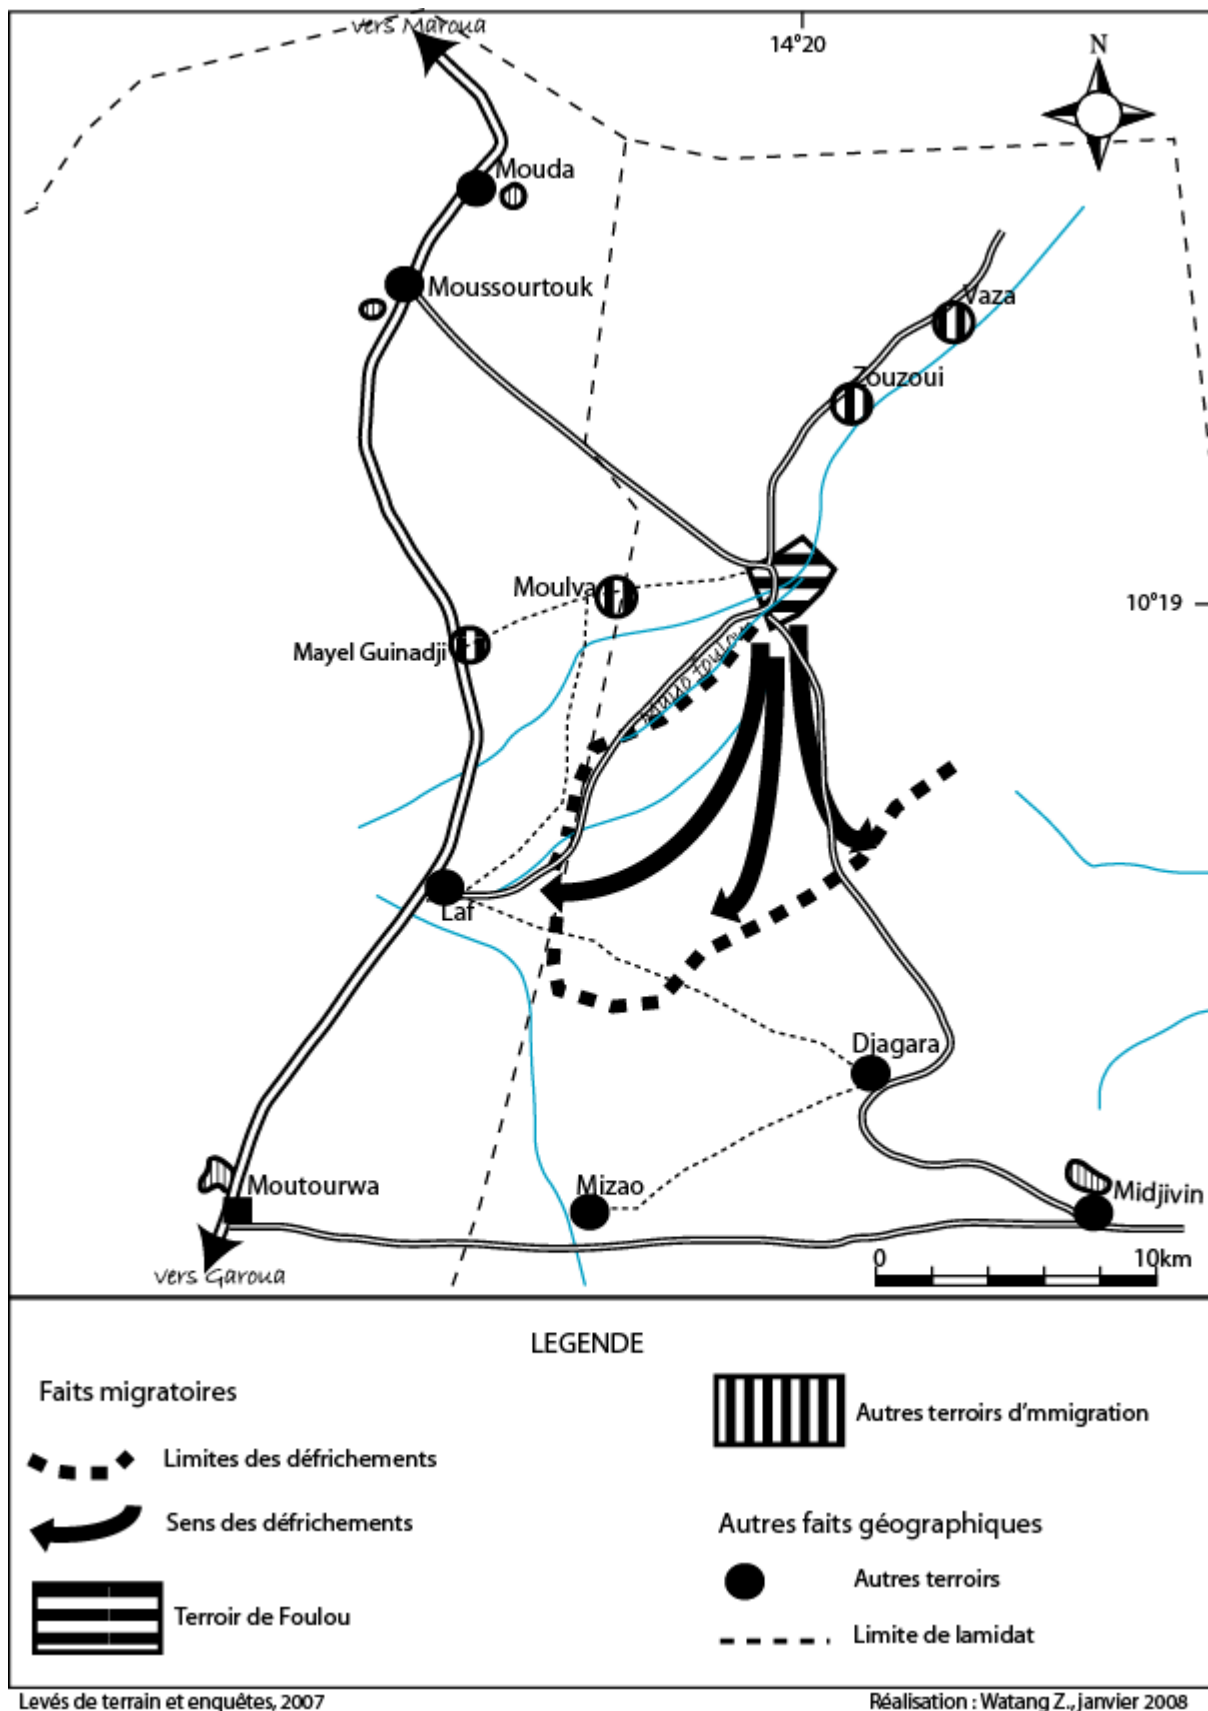 vers Maroua
14°20
N
Mouda
Moussourtouk
Vaza
Zouzoui
Moulva
10°19
Mayel Guinadji
Mayo Foulou
Laf
Djagara
Moutourwa
Mizao
Midjivin
vers Garoua
0 10km
LEGENDE
Faits migratoires
Limites des défrichements
Sens des défrichements
Terroir de Foulou
Autres terroirs d'mmigration
Autres faits géographiques
Autres terroirs
Limite de lamidat
Levés de terrain et enquêtes, 2007
Réalisation : Watang Z., janvier 2008